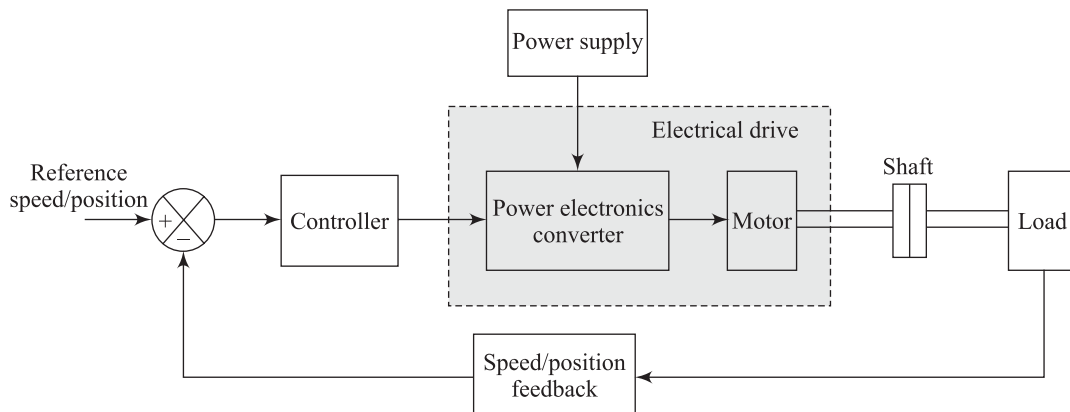 Power supply
Electrical drive
Reference
speed/position
+
−
Controller
Power electronics
converter
Motor
Shaft
Load
Speed/position
feedback